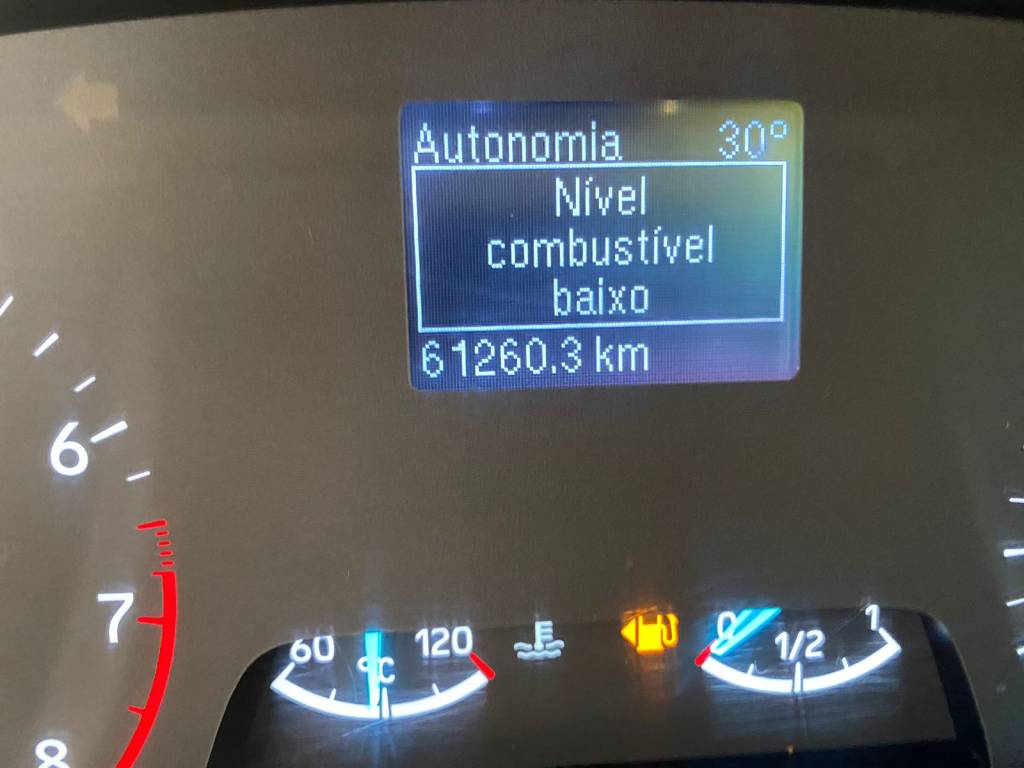 Autonomia 30°
Nível
combustível
baixo
61260.3 km
6
7
8
60 °C 120
0 1/2 1